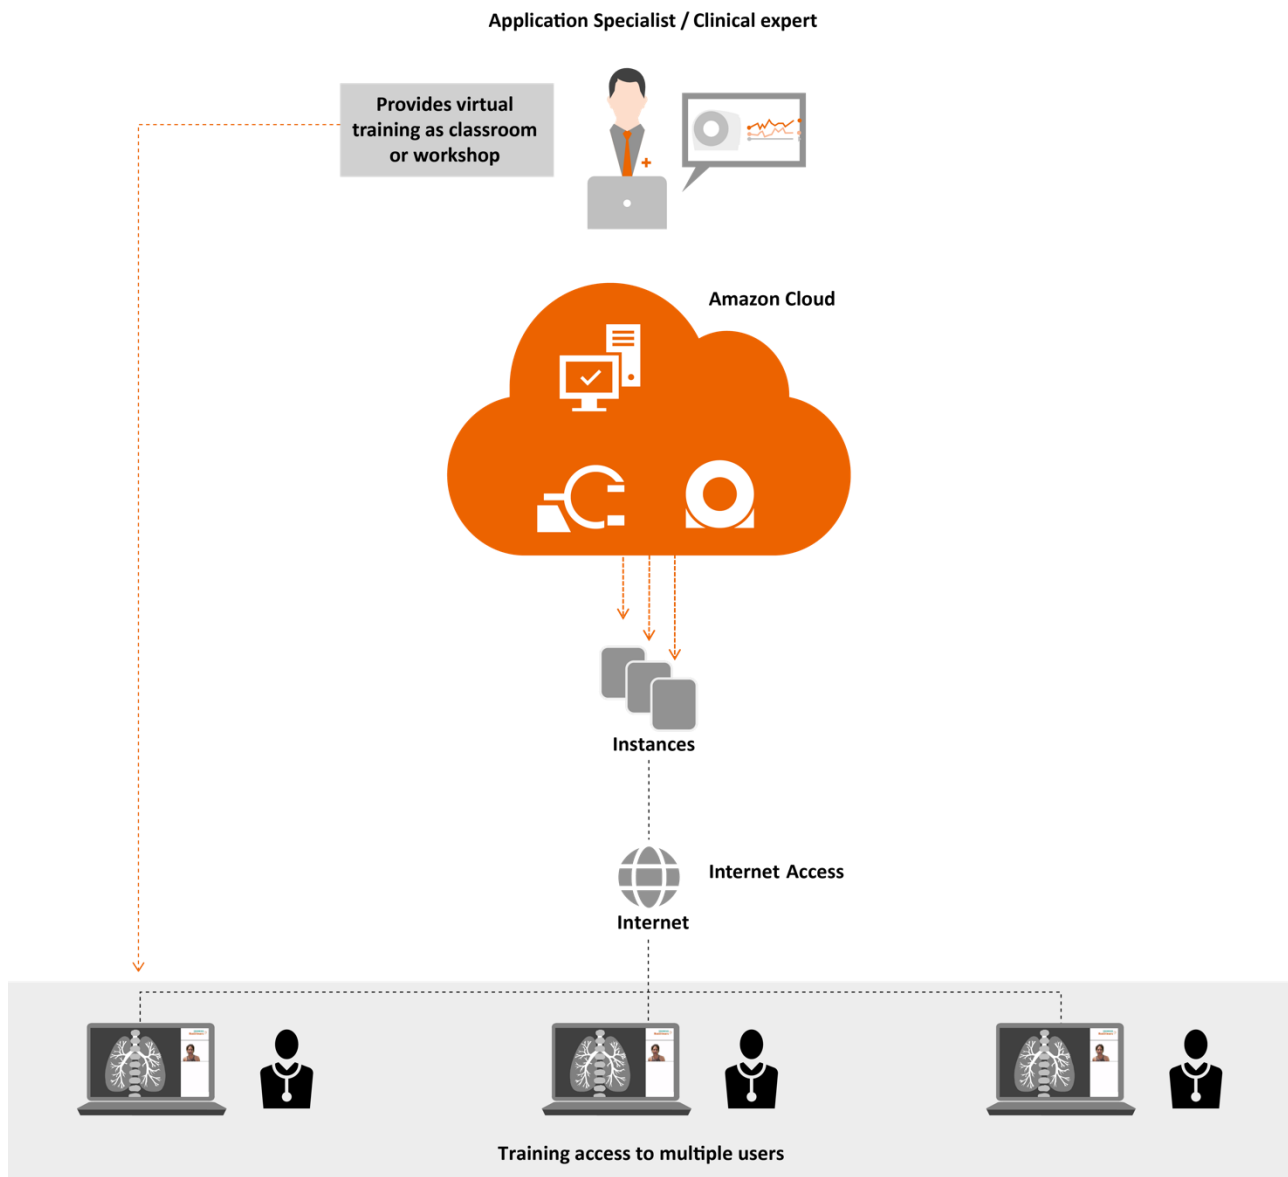 Application Specialist / Clinical expert
Provides virtual
training as classroom
or workshop
Amazon Cloud
Instances
Internet Access
Internet
Training access to multiple users